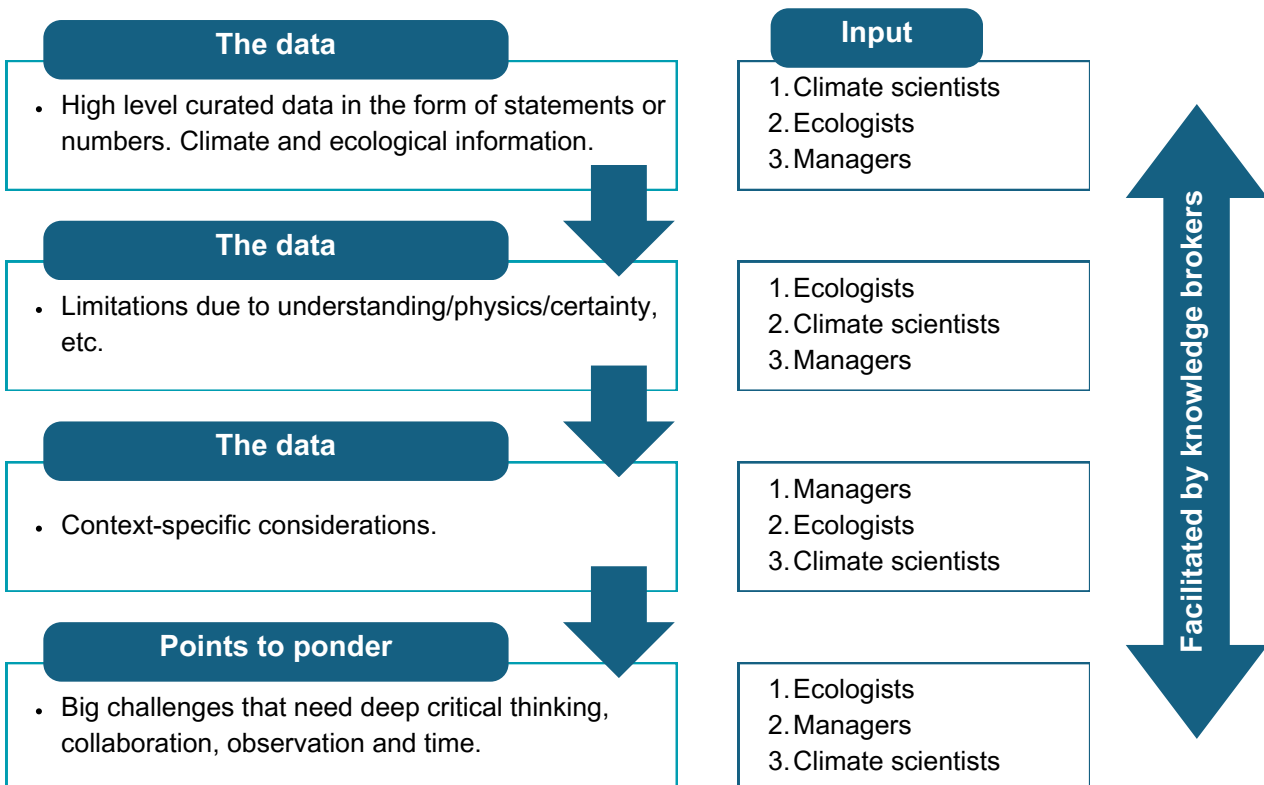 The data
• High level curated data in the form of statements or
numbers. Climate and ecological information.
Input
1. Climate scientists
2. Ecologists
3. Managers
The data
• Limitations due to understanding/physics/certainty,
etc.
1. Ecologists
2. Climate scientists
3. Managers
The data
• Context-specific considerations.
1. Managers
2. Ecologists
3. Climate scientists
Points to ponder
• Big challenges that need deep critical thinking,
collaboration, observation and time.
1. Ecologists
2. Managers
3. Climate scientists
Facilitated by knowledge brokers